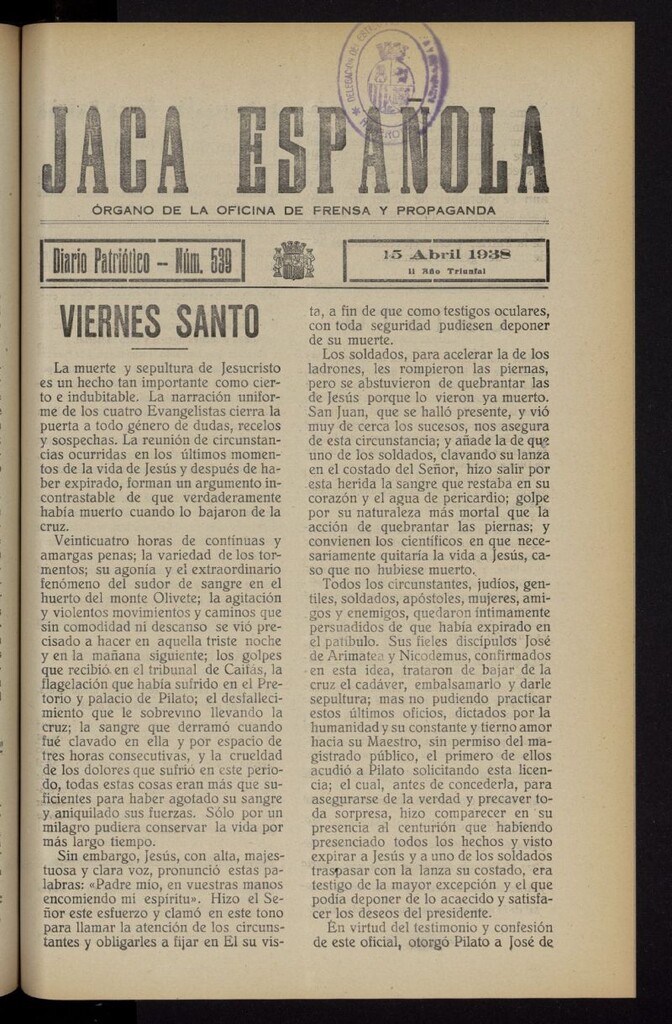 JACA ESPAÑOLA
ÓRGANO DE LA OFICINA DE PRENSA Y PROPAGANDA
Diario Patriótico — Núm. 539
15 Abril 1938
II Año Triunfal
VIERNES SANTO
La muerte y sepultura de Jesucristo
es un hecho tan importante como cier-
to e indubitable. La narración unifor-
me de los cuatro Evangelistas cierra la
puerta a todo género de dudas, recelos
y sospechas. La reunión de circunstan-
cias ocurridas en los últimos momen-
tos de la vida de Jesús y después de ha-
ber expirado, forman un argumento in-
contrastable de que verdaderamente
había muerto cuando lo bajaron de la
cruz.
Veinticuatro horas de contínuas y
amargas penas; la variedad de los tor-
mentos; su agonía y el extraordinario
fenómeno del sudor de sangre en el
huerto del monte Olivete; la agitación
y violentos movimientos y caminos que
sin comodidad ni descanso se vió pre-
cisado a hacer en aquella triste noche
y en la mañana siguiente; los golpes
que recibió en el tribunal de Caifás, la
flagelación que había sufrido en el Pre-
torio y palacio de Pilato; el desfalleci-
miento que le sobrevino llevando la
cruz; la sangre que derramó cuando
fué clavado en ella y por espacio de
tres horas consecutivas, y la crueldad
de los dolores que sufrió en este perio-
do, todas estas cosas eran más que su-
ficientes para haber agotado su sangre
y aniquilado sus fuerzas. Sólo por un
milagro pudiera conservar la vida por
más largo tiempo.
Sin embargo, Jesús, con alta, majes-
tuosa y clara voz, pronunció estas pa-
labras: «Padre mío, en vuestras manos
encomiendo mi espíritu». Hizo el Se-
ñor este esfuerzo y clamó en este tono
para llamar la atención de los circuns-
tantes y obligarles a fijar en El su vis-
ta, a fin de que como testigos oculares,
con toda seguridad pudiesen deponer
de su muerte.
Los soldados, para acelerar la de los
ladrones, les rompieron las piernas,
pero se abstuvieron de quebrantar las
de Jesús porque lo vieron ya muerto.
San Juan, que se halló presente, y vió
muy de cerca los sucesos, nos asegura
de esta circunstancia; y añade la de que
uno de los soldados, clavando su lanza
en el costado del Señor, hizo salir por
esta herida la sangre que restaba en su
corazón y el agua de pericardio; golpe
por su naturaleza más mortal que la
acción de quebrantar las piernas; y
convienen los científicos en que nece-
sariamente quitaría la vida a Jesús, ca-
so que no hubiese muerto.
Todos los circunstantes, judios, gen-
tiles, soldados, apóstoles, mujeres, ami-
gos y enemigos, quedaron íntimamente
persuadidos de que había expirado en
el patíbulo. Sus fieles discípulos José
de Arimatea y Nicodemus, confirmados
en esta idea, trataron de bajar de la
cruz el cadáver, embalsamarlo y darle
sepultura; mas no pudiendo practicar
estos últimos oficios, dictados por la
humanidad y su constante y tierno amor
hacia su Maestro, sin permiso del ma-
gistrado público, el primero de ellos
acudió a Pilato solicitando esta licen-
cia; el cual, antes de concederla, para
asegurarse de la verdad y precaver to-
da sorpresa, hizo comparecer en su
presencia al centurión que habiendo
presenciado todos los hechos y visto
expirar a Jesús y a uno de los soldados
traspasar con la lanza su costado, era
testigo de la mayor excepción y el que
podía deponer de lo acaecido y satisfa-
cer los deseos del presidente.
En virtud del testimonio y confesión
de este oficial, otorgó Pilato a José de